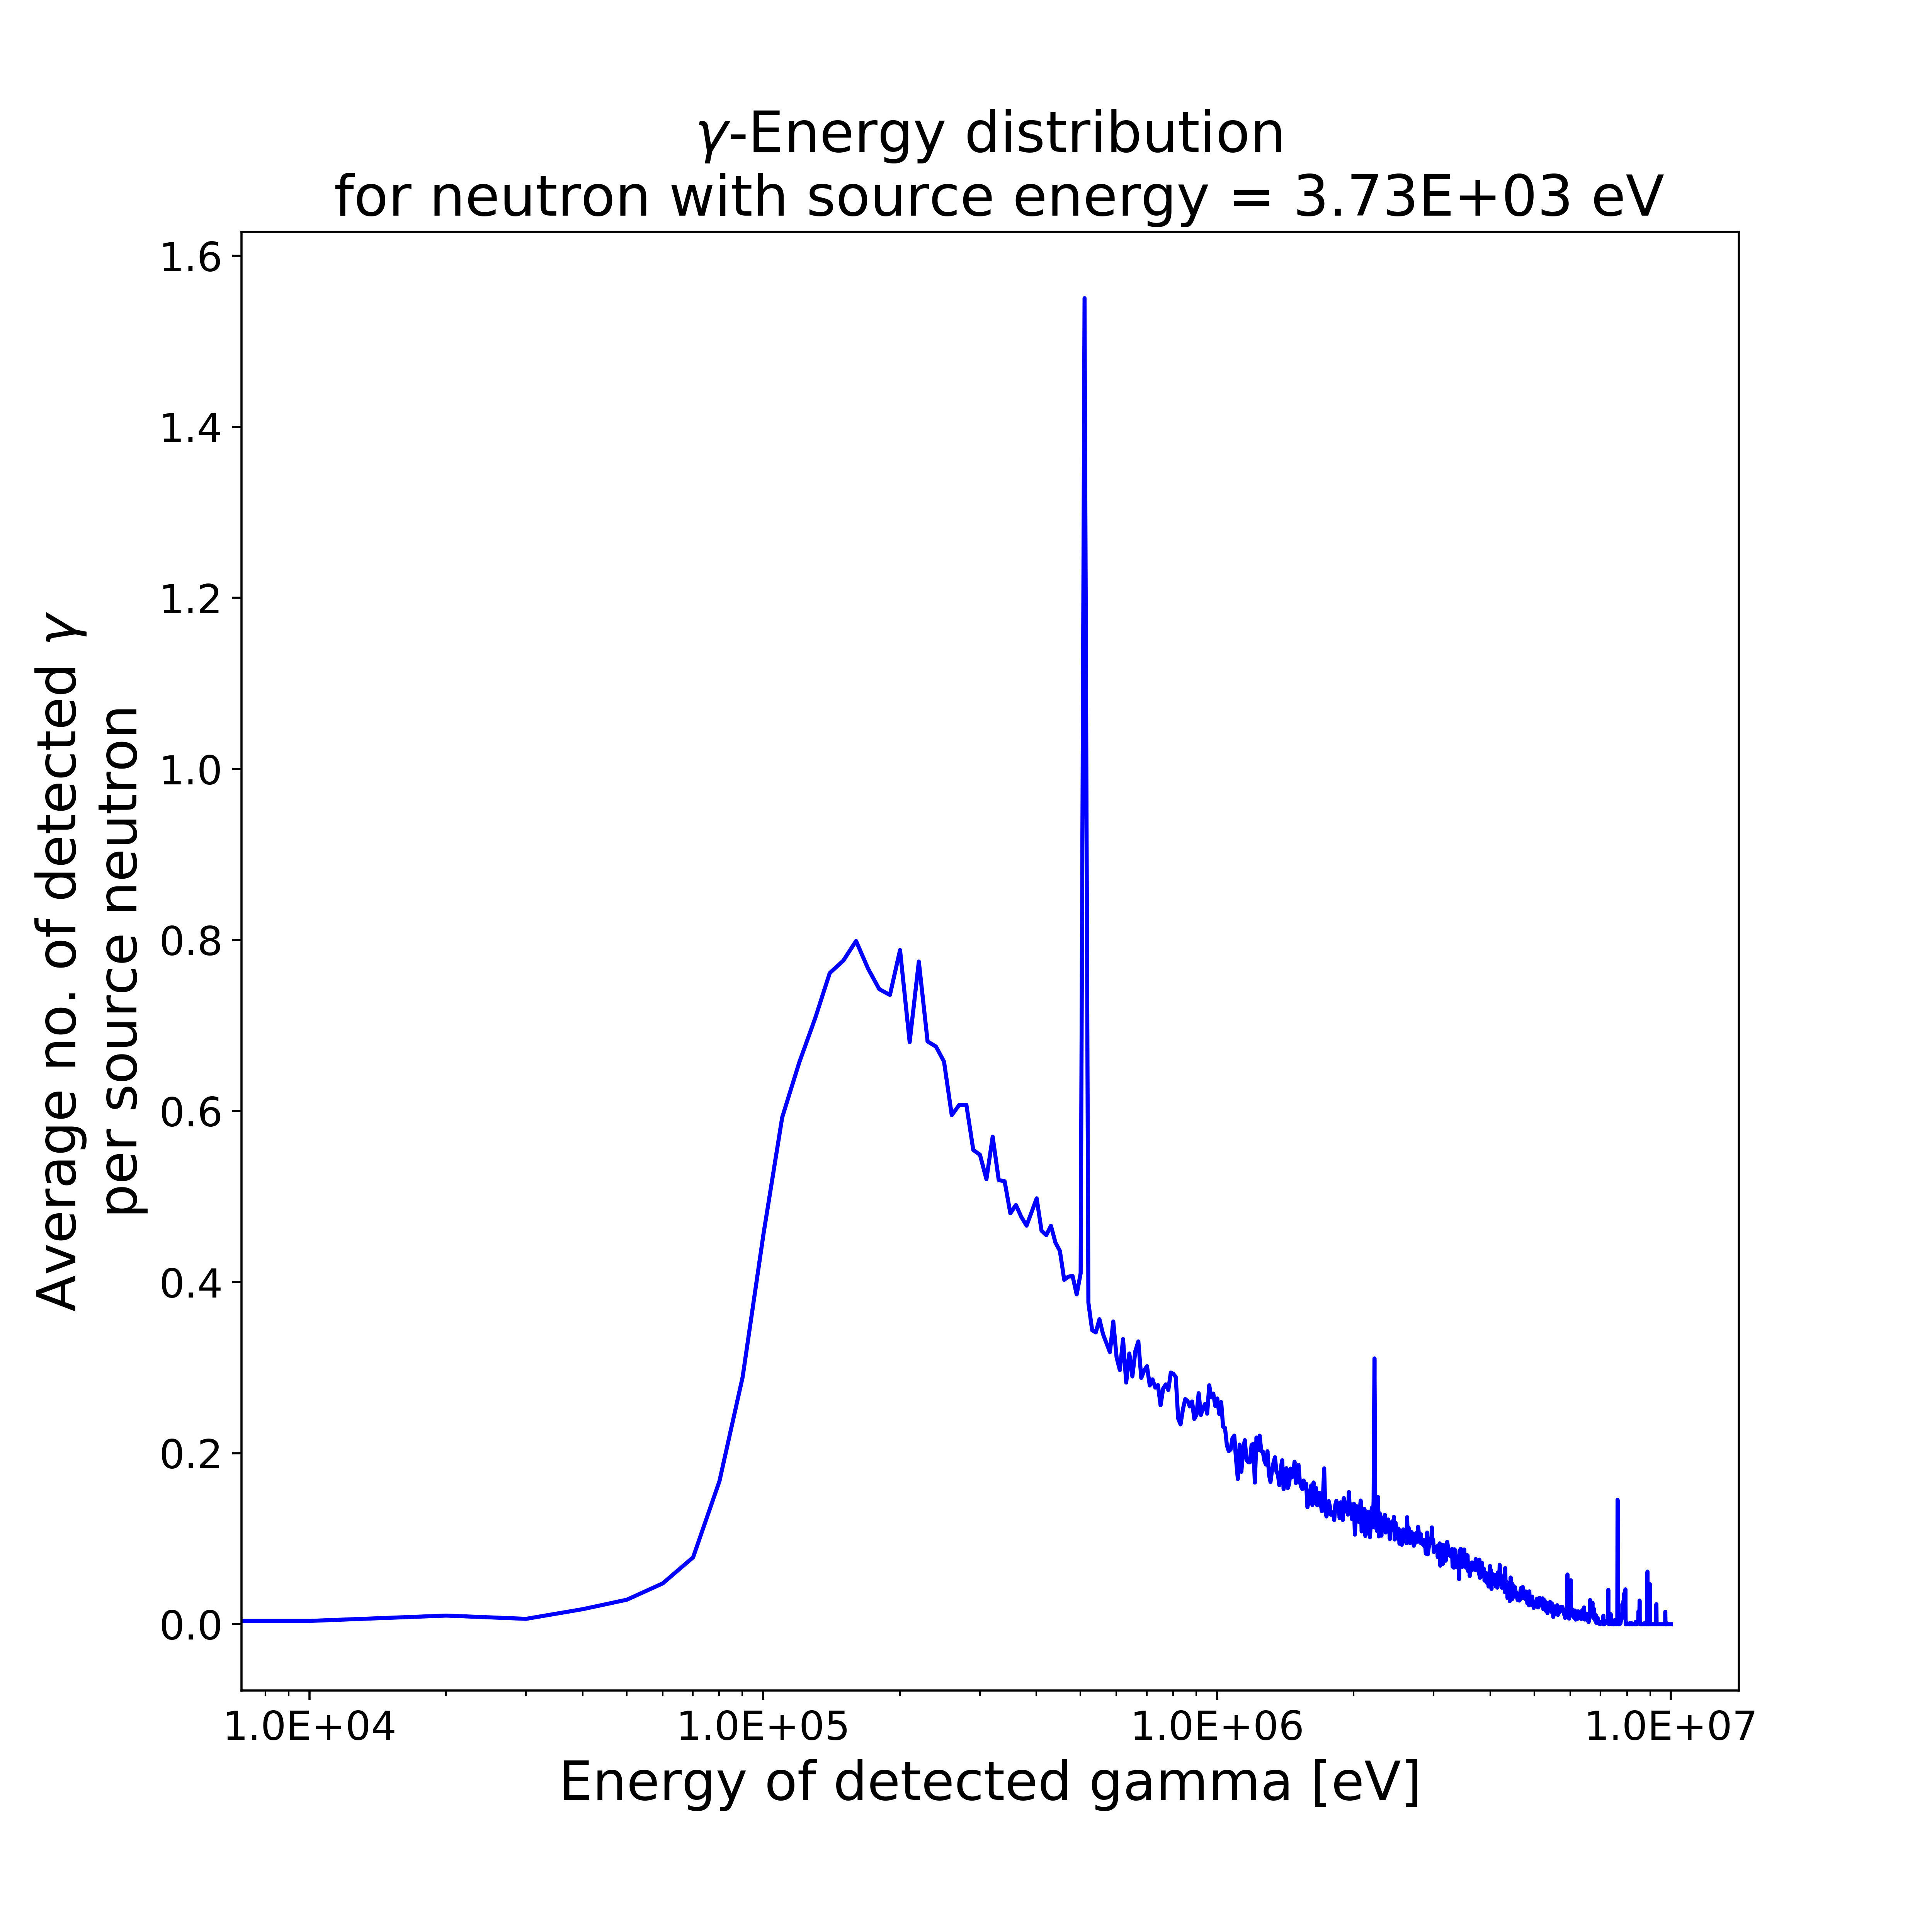 γ-Energy distribution
for neutron with source energy = 3.73E+03 eV
Average no. of detected γ
per source neutron
1.6
1.4
1.2
1.0
0.8
0.6
0.4
0.2
0.0
1.0E+04 1.0E+05 1.0E+06 1.0E+07
Energy of detected gamma [eV]